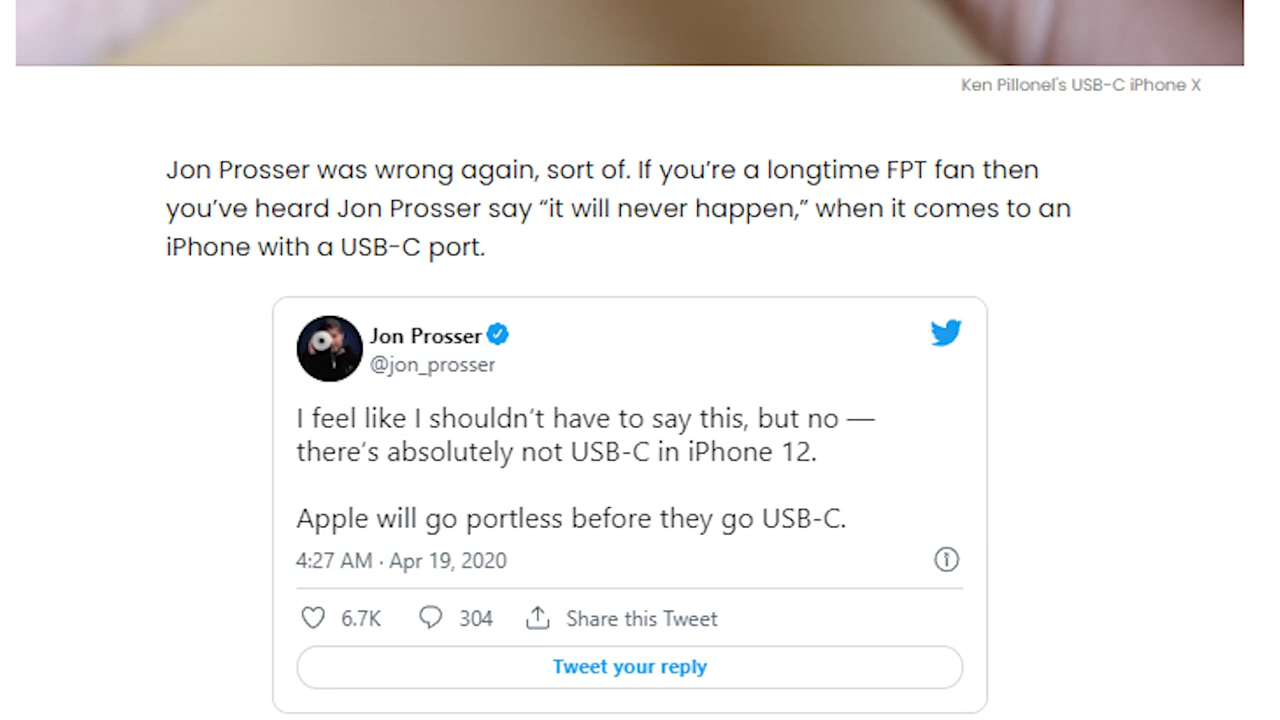 Ken Pillonel's USB-C iPhone X
Jon Prosser was wrong again, sort of. If you’re a longtime FPT fan then
you’ve heard Jon Prosser say “it will never happen,” when it comes to an
iPhone with a USB-C port.
Jon Prosser
@jon_prosser
I feel like I shouldn’t have to say this, but no —
there’s absolutely not USB-C in iPhone 12.
Apple will go portless before they go USB-C.
4:27 AM · Apr 19, 2020
6.7K 304 Share this Tweet
Tweet your reply